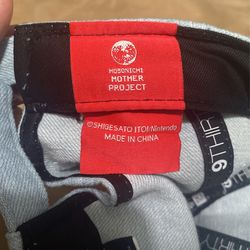 HOBONICHI
MOTHER
PROJECT
©SHIGESATO ITOI/Nintendo
MADE IN CHINA
9THIR